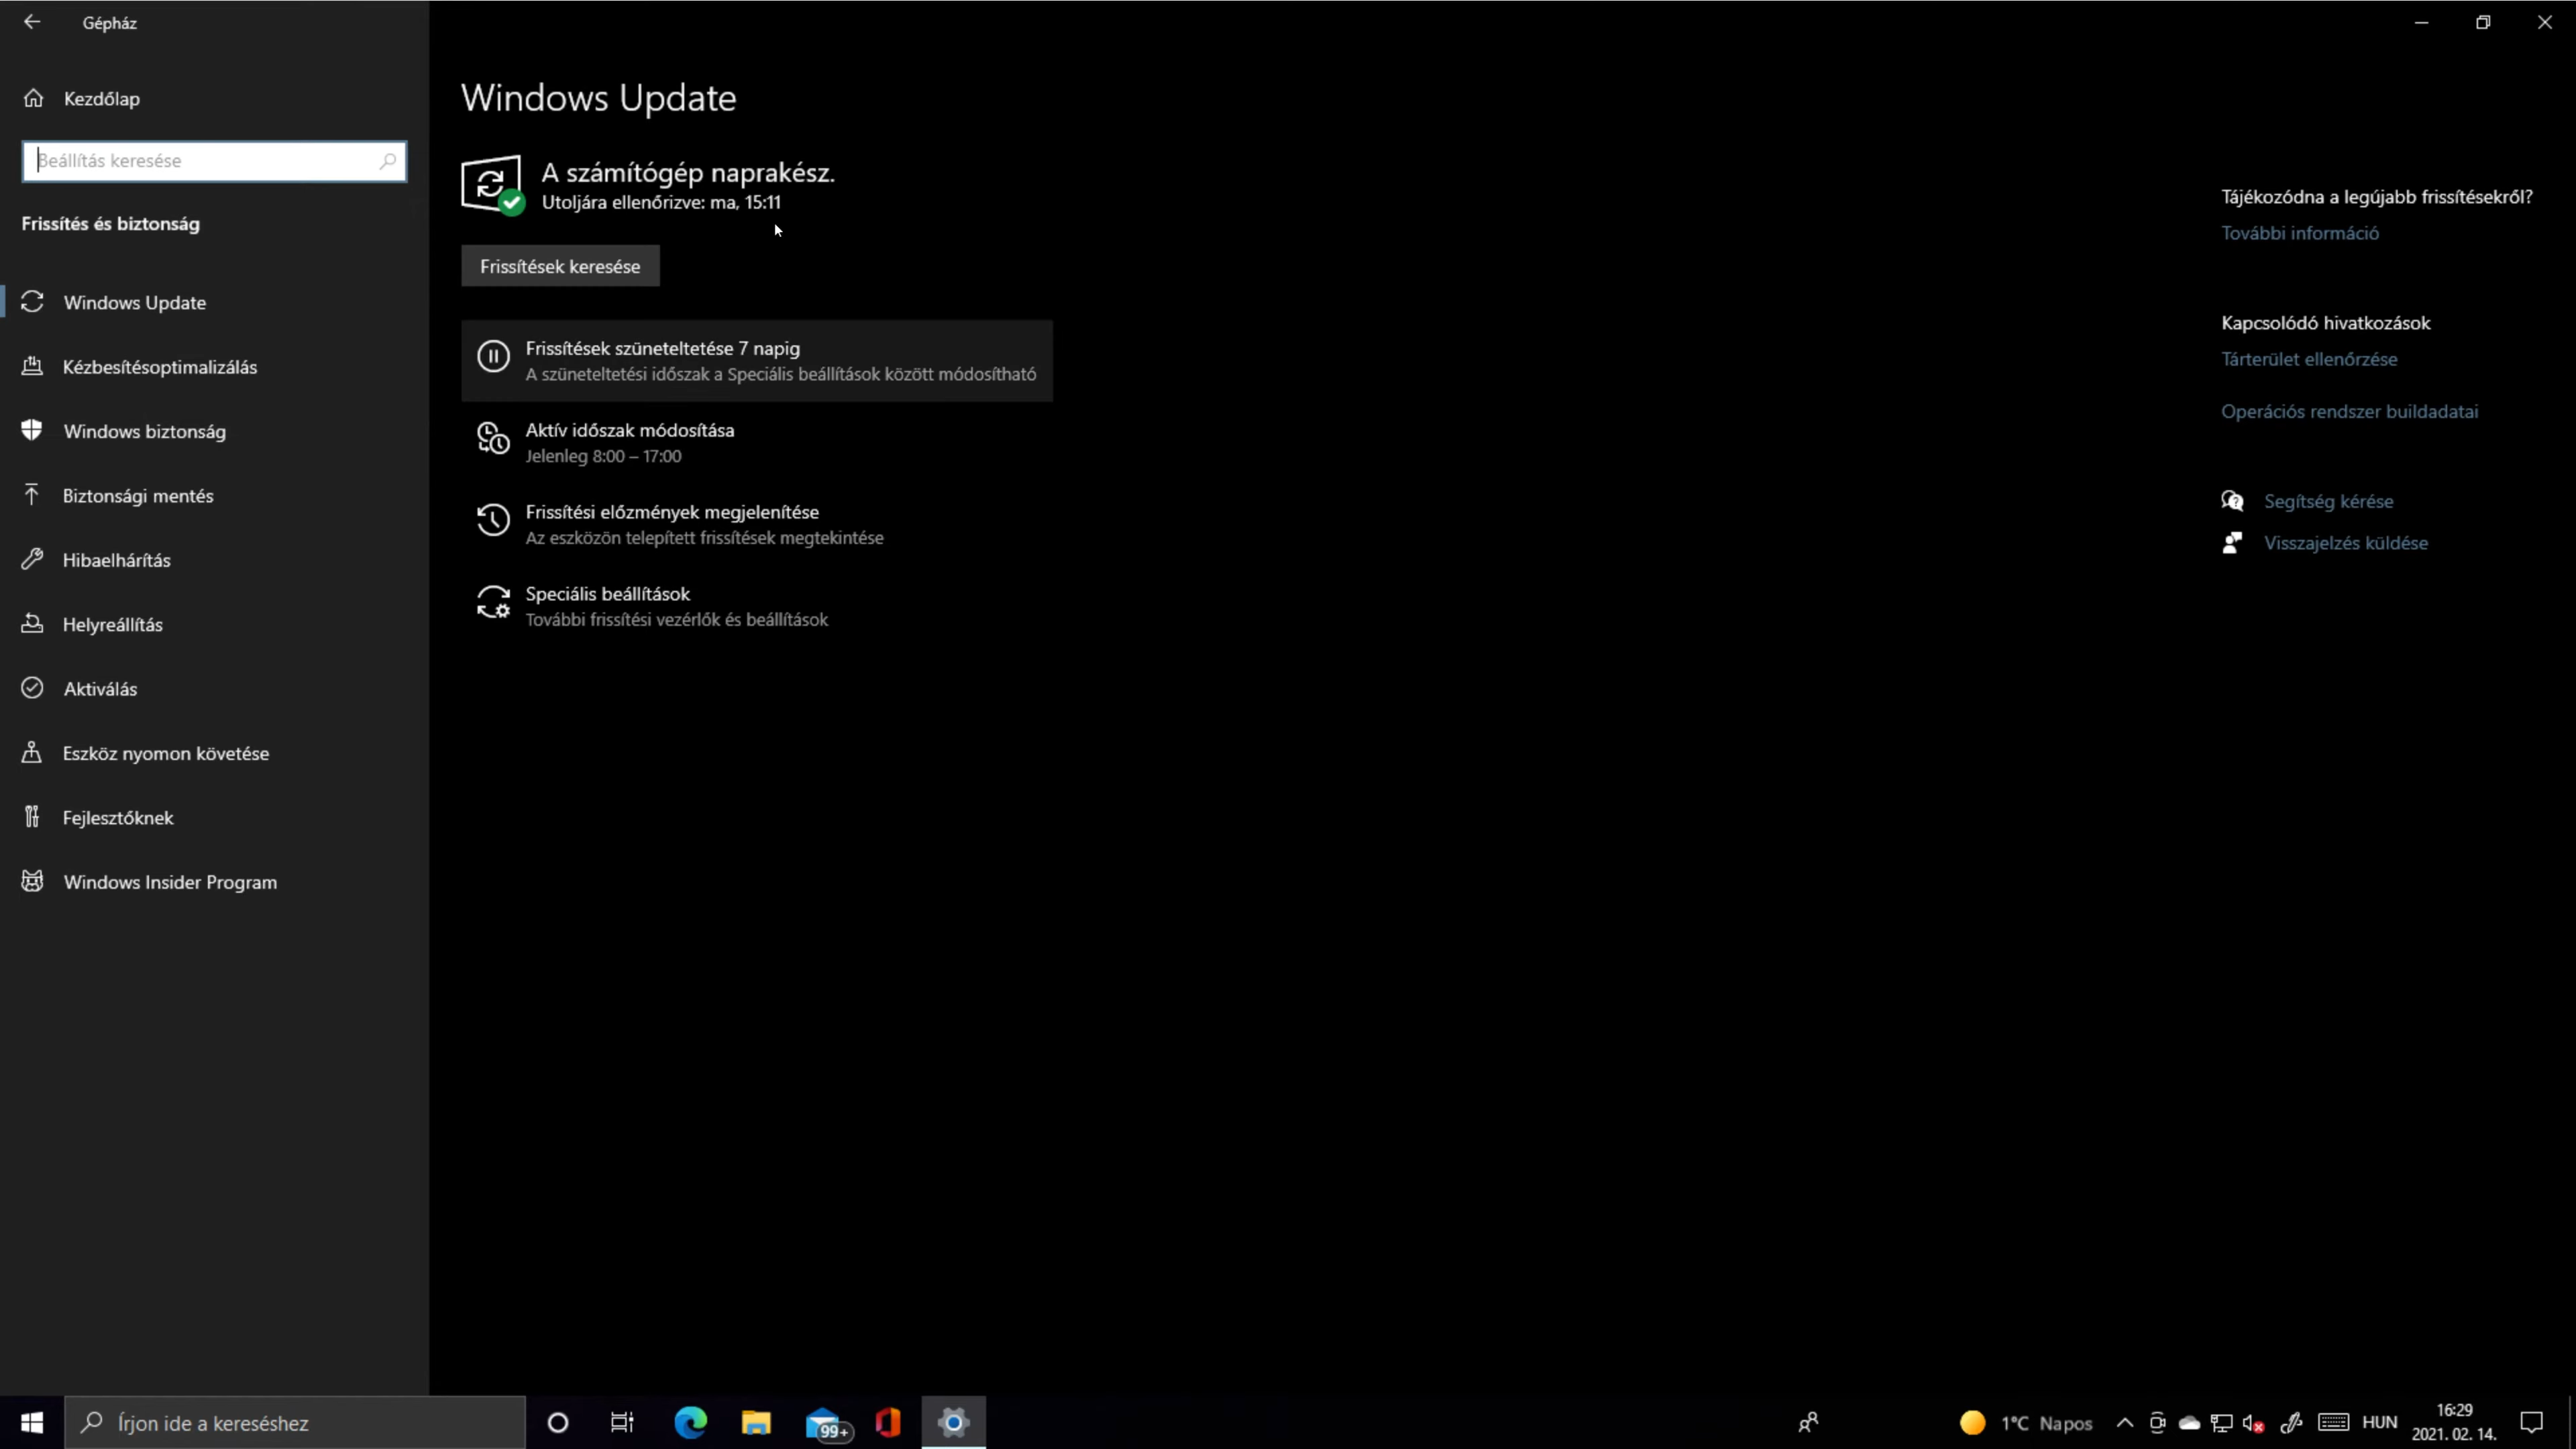 Gépház
Kezdőlap
Beállítás keresése
Frissítés és biztonság
Windows Update
Kézbesítésoptimalizálás
Windows biztonság
Biztonsági mentés
Hibaelhárítás
Helyreállítás
Aktiválás
Eszköz nyomon követése
Fejlesztőknek
Windows Insider Program
Windows Update
A számítógép naprakész.
Utoljára ellenőrizve: ma, 15:11
Frissítések keresése
Frissítések szüneteltetése 7 napig
A szüneteltetési időszak a Speciális beállítások között módosítható
Aktív időszak módosítása
Jelenleg 8:00 – 17:00
Frissítési előzmények megjelenítése
Az eszközön telepített frissítések megtekintése
Speciális beállítások
További frissítési vezérlők és beállítások
Tájékozódna a legújabb frissítésekről?
További információ
Kapcsolódó hivatkozások
Tárterület ellenőrzése
Operációs rendszer buildadatai
Segítség kérése
Visszajelzés küldése
Írjon ide a kereséshez
99+
1°C Napos
HUN
16:29
2021. 02. 14.